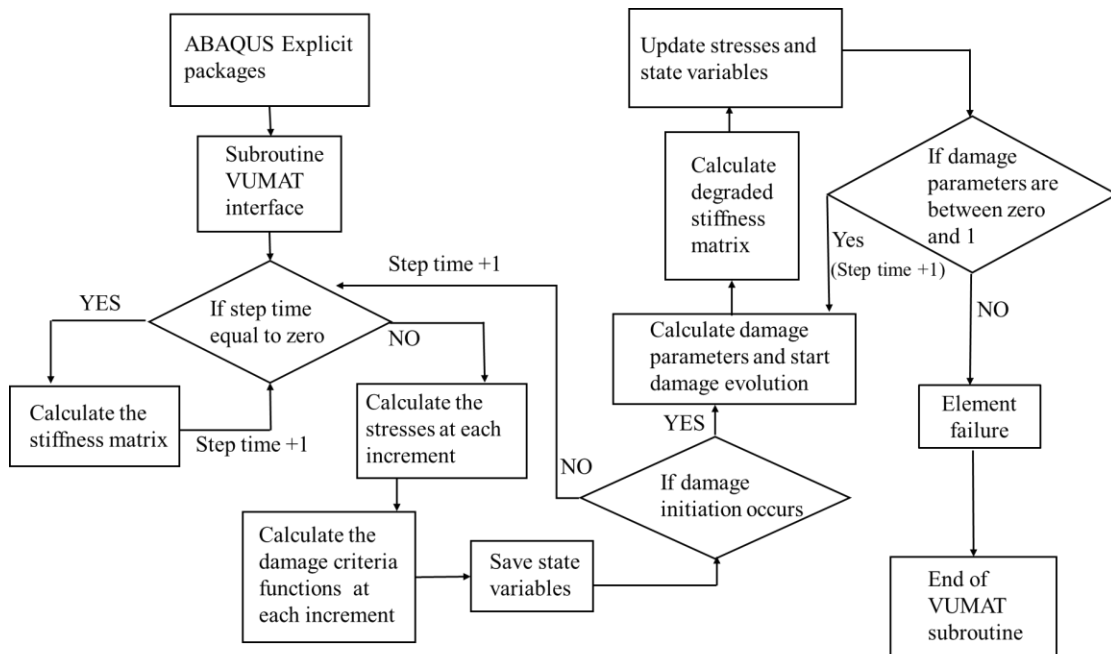 ABAQUS Explicit
packages
Subroutine
VUMAT
interface
If step time
equal to zero
YES
NO
Calculate the
stiffness matrix
Step time +1
Calculate the
stresses at each
increment
Calculate the
damage criteria
functions at
each increment
Save state
variables
If damage
initiation occurs
NO
Step time +1
YES
Calculate damage
parameters and start
damage evolution
Calculate
degraded
stiffness
matrix
Update stresses and
state variables
If damage
parameters are
between zero
and 1
Yes
(Step time +1)
NO
Element
failure
End of
VUMAT
subroutine